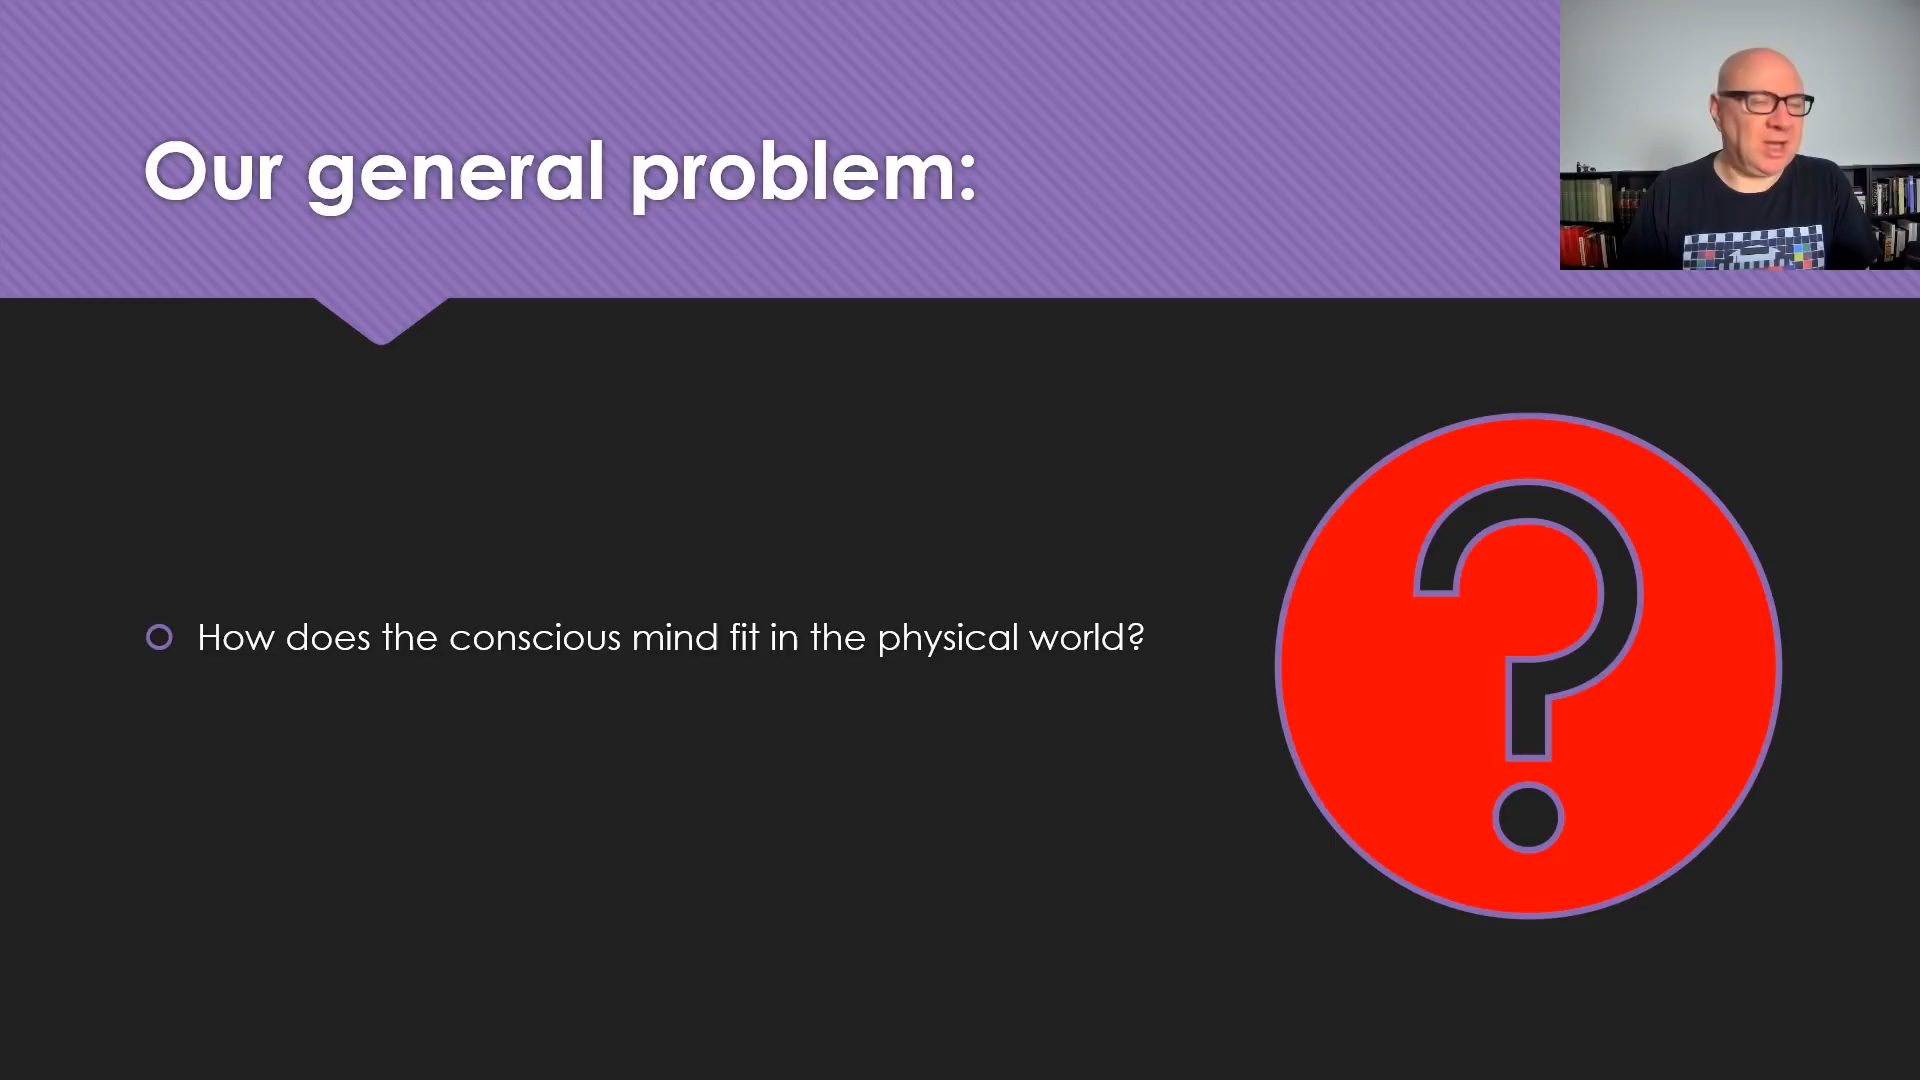 Our general problem:
How does the conscious mind fit in the physical world?